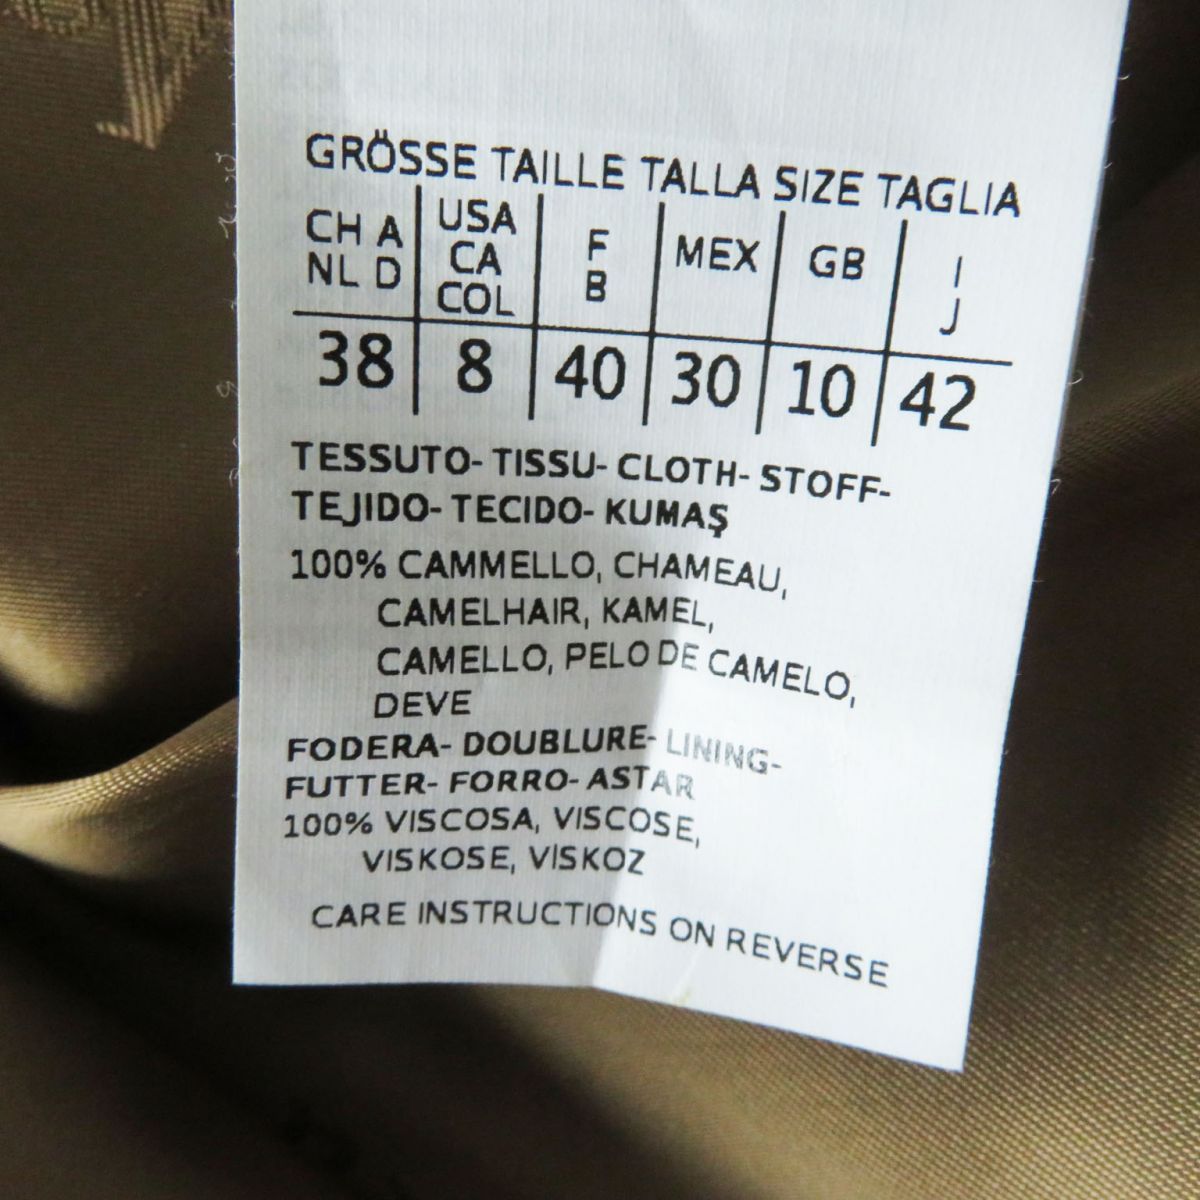 GRÖSSE TAILLE TALLA SIZE TAGLIA
CH A NL D | USA CA COL | F B | MEX | GB | I J
38 | 8 | 40 | 30 | 10 | 42
TESSUTO- TISSU- CLOTH- STOFF-
TEJIDO- TECIDO- KUMAŞ
100% CAMMELLO, CHAMEAU,
CAMELHAIR, KAMEL,
CAMELLO, PELO DE CAMELO,
DEVE
FODERA- DOUBLURE- LINING-
FUTTER- FORRO- ASTAR
100% VISCOSA, VISCOSE,
VISKOSE, VISKOZ
CARE INSTRUCTIONS ON REVERSE